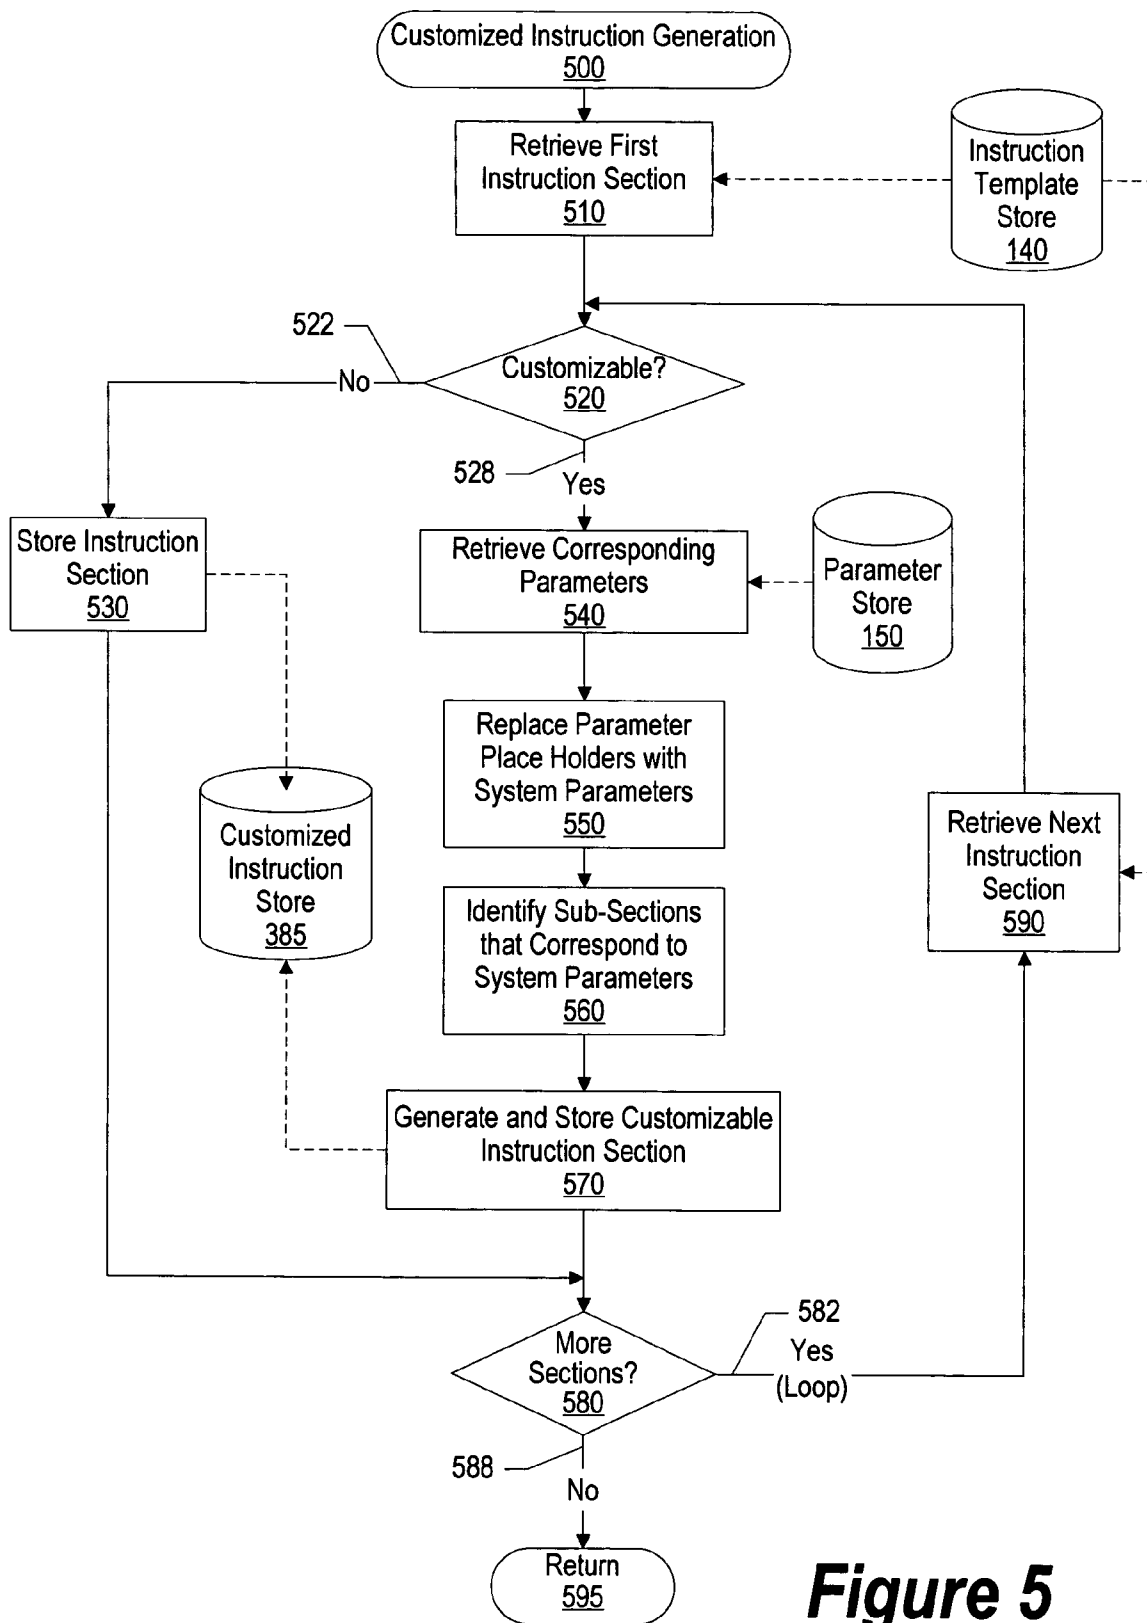 Customized Instruction Generation
500
Retrieve First
Instruction Section
510
Instruction
Template
Store
140
522
Customizable?
520
No
528
Yes
Store Instruction
Section
530
Retrieve Corresponding
Parameters
540
Parameter
Store
150
Replace Parameter
Place Holders with
System Parameters
550
Customized
Instruction
Store
385
Retrieve Next
Instruction
Section
590
Identify Sub-Sections
that Correspond to
System Parameters
560
Generate and Store Customizable
Instruction Section
570
582
More
Sections?
580
Yes
(Loop)
588
No
Return
595
Figure 5